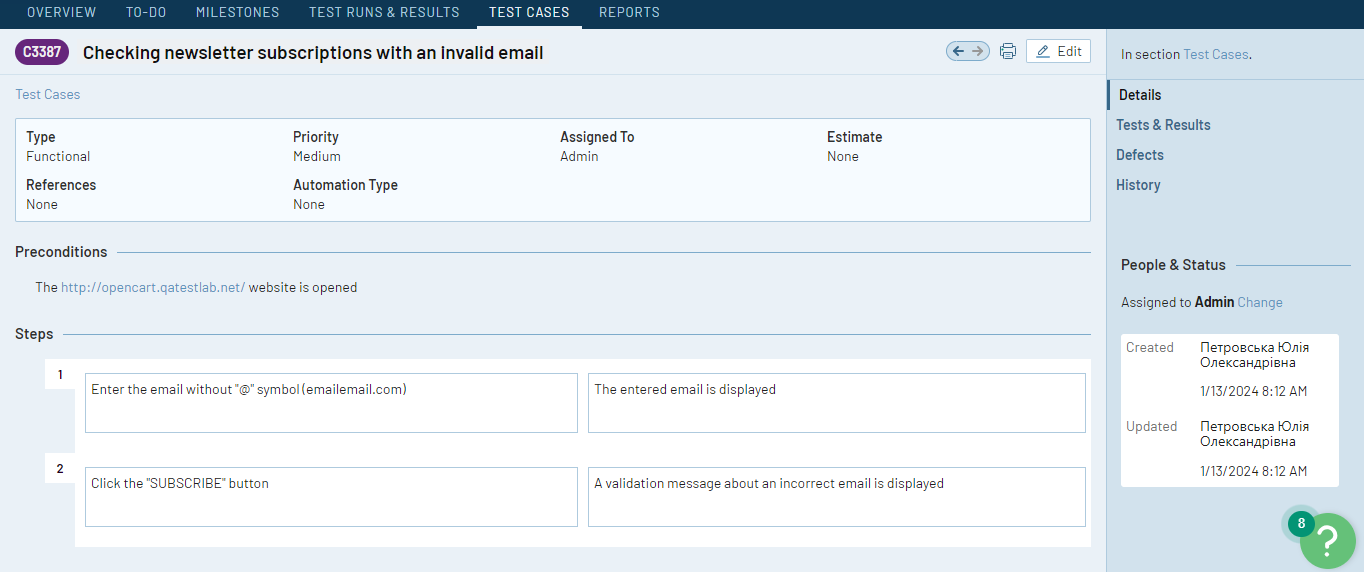 OVERVIEW TO-DO MILESTONES TEST RUNS & RESULTS TEST CASES REPORTS
C3387 Checking newsletter subscriptions with an invalid email
Edit
Test Cases
Type Priority Assigned To Estimate
Functional Medium Admin None
References Automation Type
None None
Preconditions
The http://opencart.qatestlab.net/ website is opened
Steps
1
Enter the email without "@" symbol (emailemail.com)
The entered email is displayed
2
Click the "SUBSCRIBE" button
A validation message about an incorrect email is displayed
In section Test Cases.
Details
Tests & Results
Defects
History
People & Status
Assigned to Admin Change
Created Петровська Юлія
Олександрівна
1/13/2024 8:12 AM
Updated Петровська Юлія
Олександрівна
1/13/2024 8:12 AM
8
?